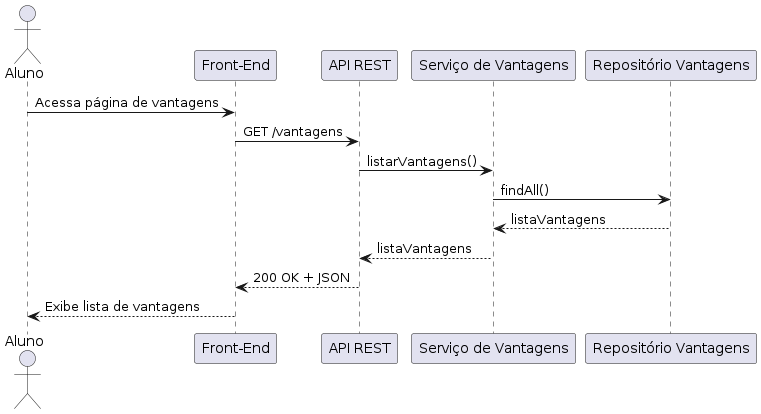 Aluno
Front-End
API REST
Serviço de Vantagens
Repositório Vantagens
Acessa página de vantagens
GET /vantagens
listarVantagens()
findAll()
listaVantagens
listaVantagens
200 OK + JSON
Exibe lista de vantagens
Aluno
Front-End
API REST
Serviço de Vantagens
Repositório Vantagens